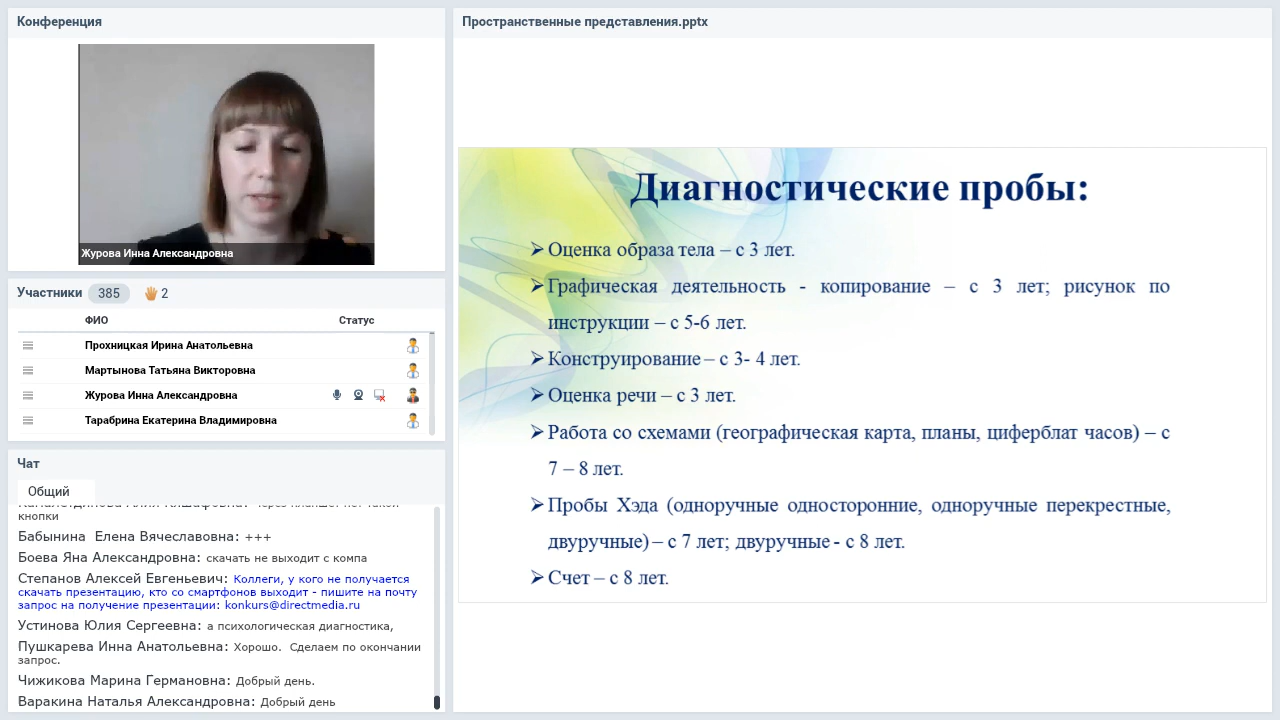 Конференция
Журова Инна Александровна
Участники 385 2
ФИО Статус
Прохницкая Ирина Анатольевна
Мартынова Татьяна Викторовна
Журова Инна Александровна
Тарабрина Екатерина Владимировна
Чат
Общий
кнопки
Бабынина Елена Вячеславовна: +++
Боева Яна Александровна: скачать не выходит с компа
Степанов Алексей Евгеньевич: Коллеги, у кого не получается
скачать презентацию, кто со смартфонов выходит - пишите на почту
запрос на получение презентации: konkurs@directmedia.ru
Устинова Юлия Сергеевна: а психологическая диагностика,
Пушкарева Инна Анатольевна: Хорошо. Сделаем по окончании
запрос.
Чижикова Марина Германовна: Добрый день.
Варакина Наталья Александровна: Добрый день
Пространственные представления.pptx
Диагностические пробы:
Оценка образа тела – с 3 лет.
Графическая деятельность - копирование – с 3 лет; рисунок по
инструкции – с 5-6 лет.
Конструирование – с 3- 4 лет.
Оценка речи – с 3 лет.
Работа со схемами (географическая карта, планы, циферблат часов) – с
7 – 8 лет.
Пробы Хэда (одноручные односторонние, одноручные перекрестные,
двуручные) – с 7 лет; двуручные - с 8 лет.
Счет – с 8 лет.